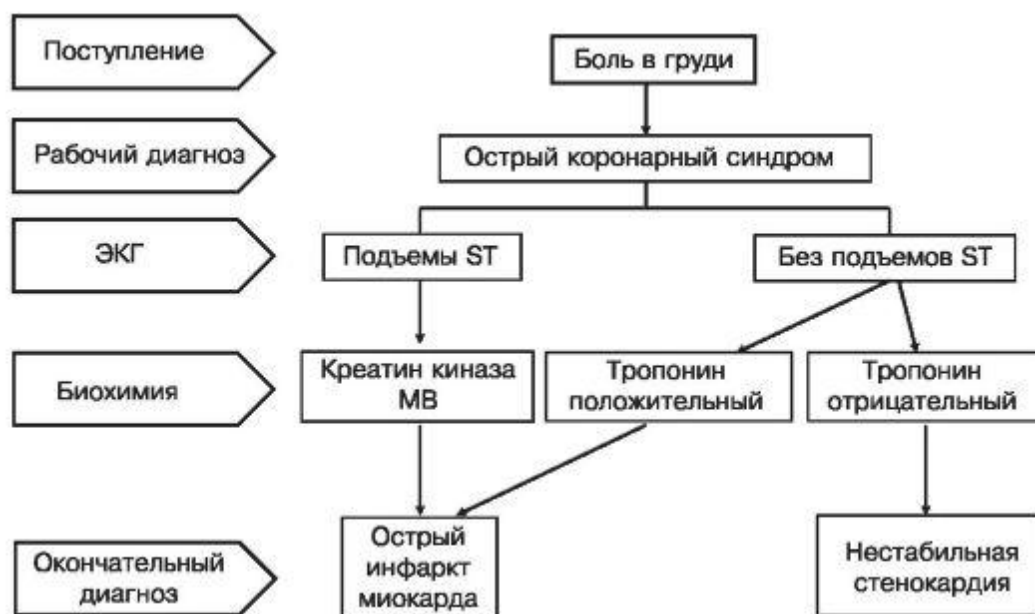 Поступление
Боль в груди
Рабочий диагноз
Острый коронарный синдром
ЭКГ
Подъемы ST
Без подъемов ST
Биохимия
Креатин киназа
МВ
Тропонин
положительный
Тропонин
отрицательный
Окончательный
диагноз
Острый
инфаркт
миокарда
Нестабильная
стенокардия